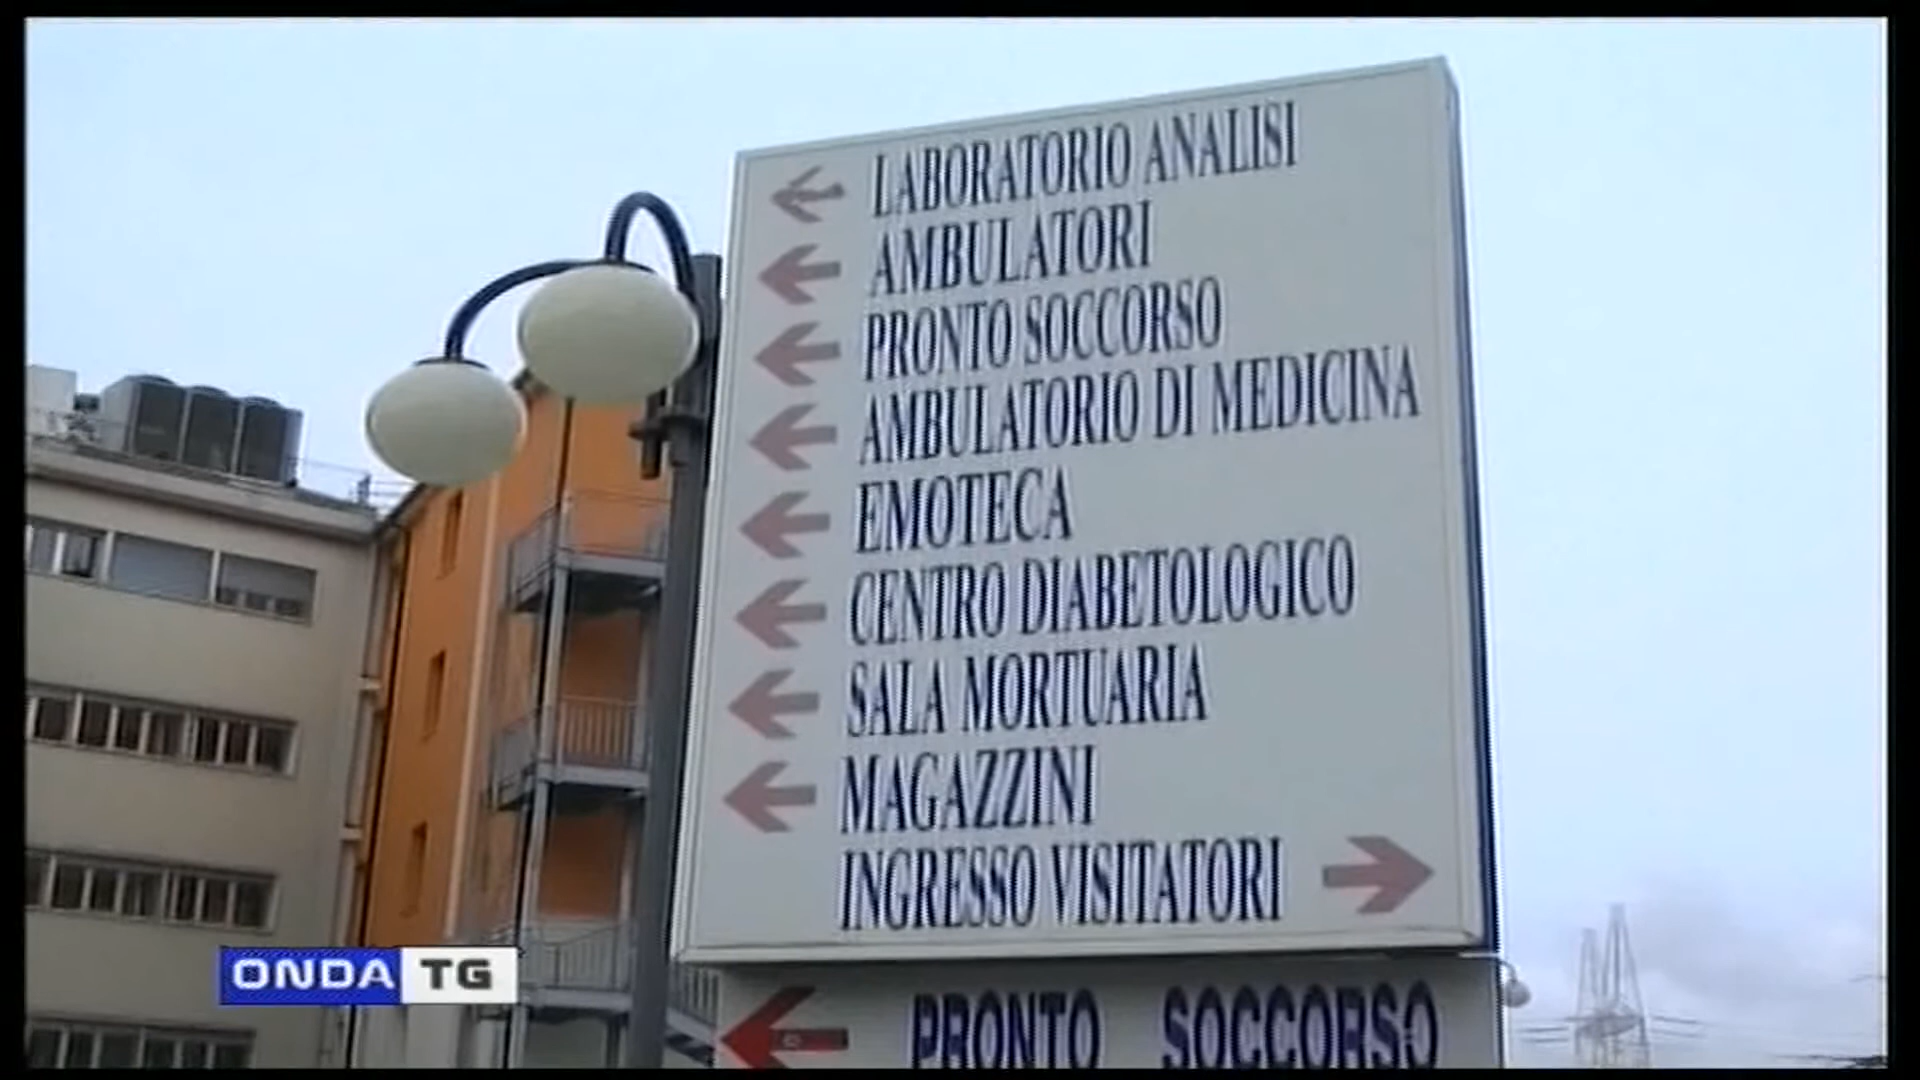 LABORATORIO ANALISI
AMBULATORI
PRONTO SOCCORSO
AMBULATORIO DI MEDICINA
EMOTECA
CENTRO DIABETOLOGICO
SALA MORTUARIA
MAGAZZINI
INGRESSO VISITATORI
ONDA TG
PRONTO SOCCORSO